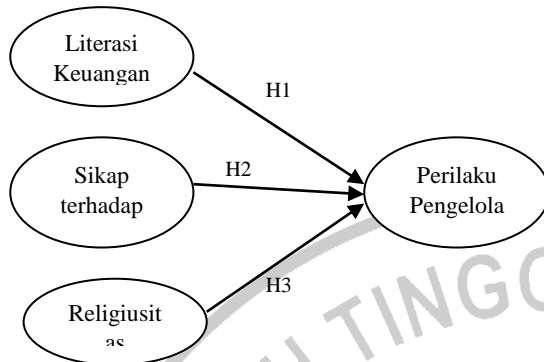 Literasi
Keuangan
H1
Sikap
terhadap
H2
Perilaku
Pengelola
H3
Religiusit
as
TINGG